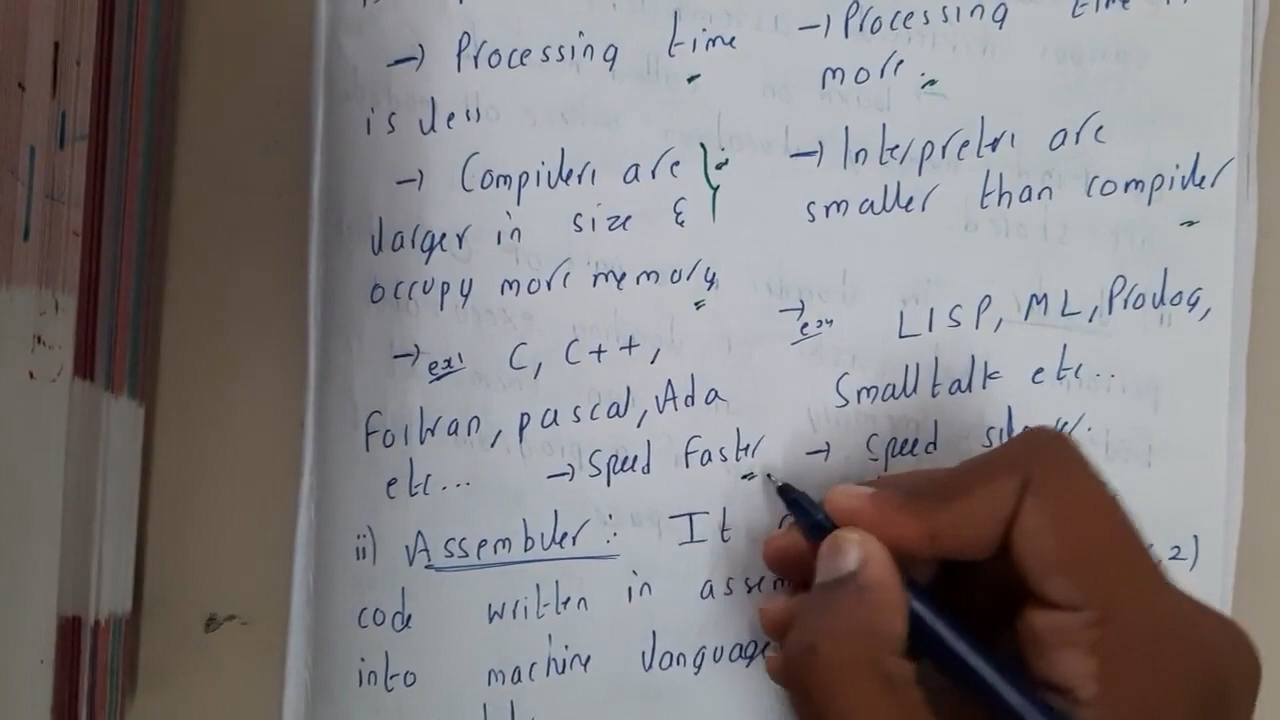 → Processing time
is less
→ Compilers are
larger in size &
occupy more memory
→ ex: C, C++,
Fortran, pascal, Ada
etc...
→ Speed Faster
→ Processing time
more.
→ Interpreters are
smaller than compiler
→ ex: LISP, ML, Prolog,
Smalltalk etc..
→ Speed
ii) Assembler: It
code written in
into machine language